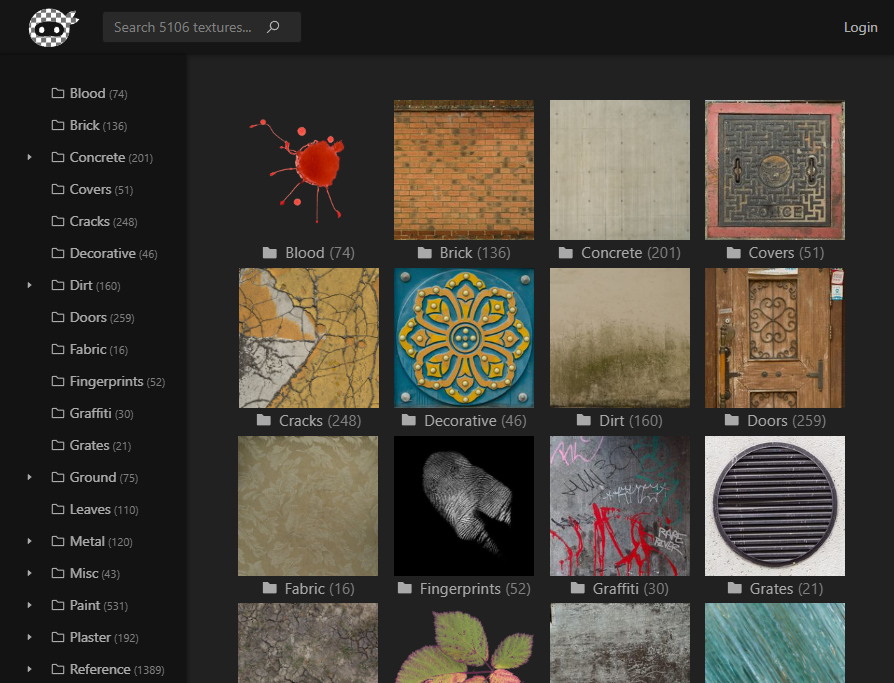 Search 5106 textures...
Login
Blood (74)
Brick (136)
Concrete (201)
Covers (51)
Cracks (248)
Decorative (46)
Dirt (160)
Doors (259)
Fabric (16)
Fingerprints (52)
Graffiti (30)
Grates (21)
Ground (75)
Leaves (110)
Metal (120)
Misc (43)
Paint (531)
Plaster (192)
Reference (1389)
POLICE
Blood (74)
Brick (136)
Concrete (201)
Covers (51)
Cracks (248)
Decorative (46)
Dirt (160)
Doors (259)
Fabric (16)
Fingerprints (52)
Graffiti (30)
Grates (21)